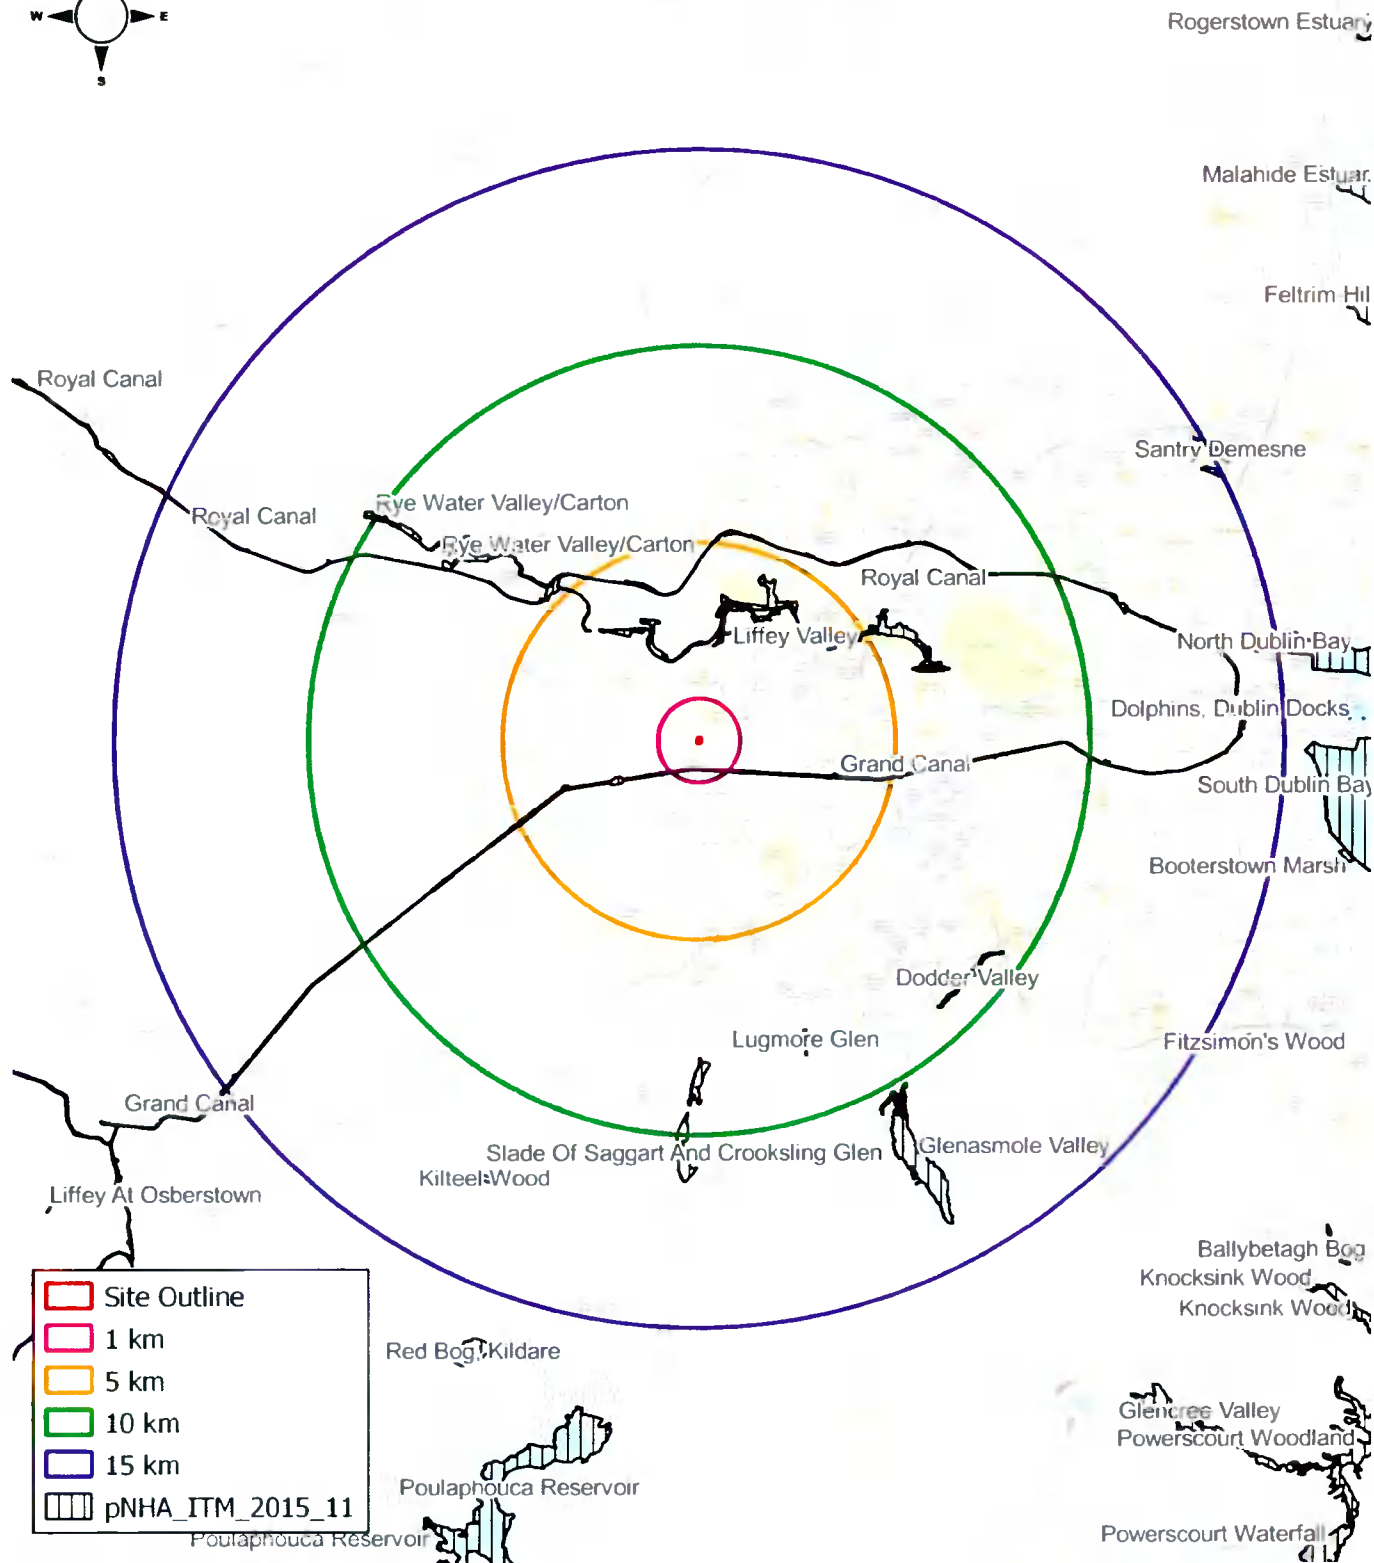 W E
S
Rogerstown Estuary
Malahide Estuar
Feltrim Hil
Royal Canal
Santry Demesne
Royal Canal
Rye Water Valley/Carton
Rye Water Valley/Carton
Royal Canal
Liffey Valley
North Dublin Bay
Dolphins, Dublin Docks
Grand Canal
South Dublin Bay
Booterstown Marsh
Dodder Valley
Lugmore Glen
Fitzsimon's Wood
Grand Canal
Slade Of Saggart And Crooksling Glen
Glenasmole Valley
Kilteel Wood
Liffey At Osberstown
Ballybetagh Bog
Knocksink Wood
Knocksink Wood
Site Outline
1 km
5 km
10 km
15 km
pNHA_ITM_2015_11
Red Bog, Kildare
Glencree Valley
Powerscourt Woodland
Poulaphouca Reservoir
Poulaphouca Reservoir
Powerscourt Waterfall